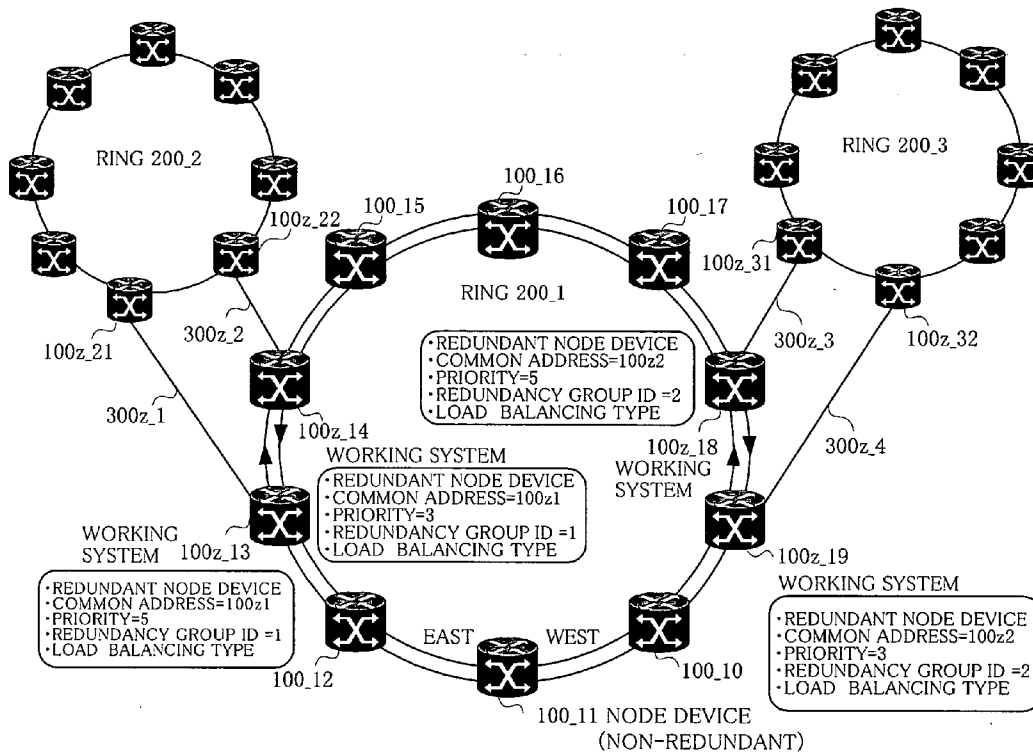 RING 200_2
RING 200_3
100_16
100_15
100_17
100z_22
100z_31
RING 200_1
300z_2
300z_3
100z_21
100z_32
·REDUNDANT NODE DEVICE
·COMMON ADDRESS=100z2
·PRIORITY=5
·REDUNDANCY GROUP ID =2
·LOAD BALANCING TYPE
300z_1
100z_14
100z_18
300z_4
WORKING SYSTEM
·REDUNDANT NODE DEVICE
·COMMON ADDRESS=100z1
·PRIORITY=3
·REDUNDANCY GROUP ID =1
·LOAD BALANCING TYPE
WORKING
SYSTEM
WORKING
SYSTEM
100z_13
·REDUNDANT NODE DEVICE
·COMMON ADDRESS=100z1
·PRIORITY=5
·REDUNDANCY GROUP ID =1
·LOAD BALANCING TYPE
100z_19
WORKING SYSTEM
·REDUNDANT NODE DEVICE
·COMMON ADDRESS=100z2
·PRIORITY=3
·REDUNDANCY GROUP ID =2
·LOAD BALANCING TYPE
EAST
WEST
100_12
100_10
100_11 NODE DEVICE
(NON-REDUNDANT)